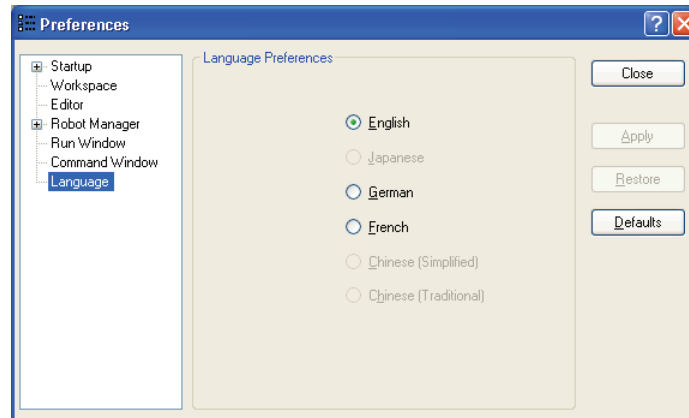 Preferences
Startup
Workspace
Editor
Robot Manager
Run Window
Command Window
Language
Language Preferences
English
Japanese
German
French
Chinese (Simplified)
Chinese (Traditional)
Close
Apply
Restore
Defaults